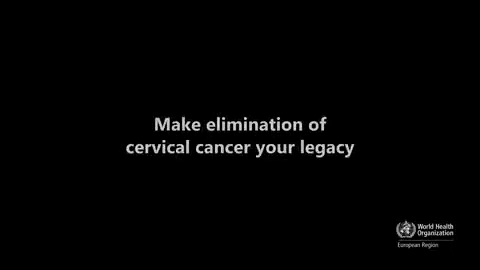 Make elimination of
cervical cancer your legacy
World Health
Organization
European Region